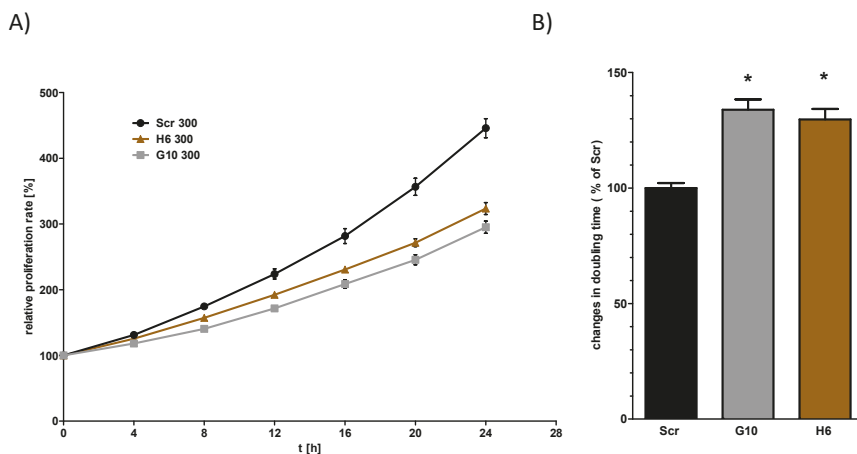 A)
B)
relative proliferation rate [%]
500
400
300
200
100
0
Scr 300
H6 300
G10 300
0 4 8 12 16 20 24 28
t [h]
changes in doubling time ( % of Scr)
150
100
50
0
* *
Scr G10 H6